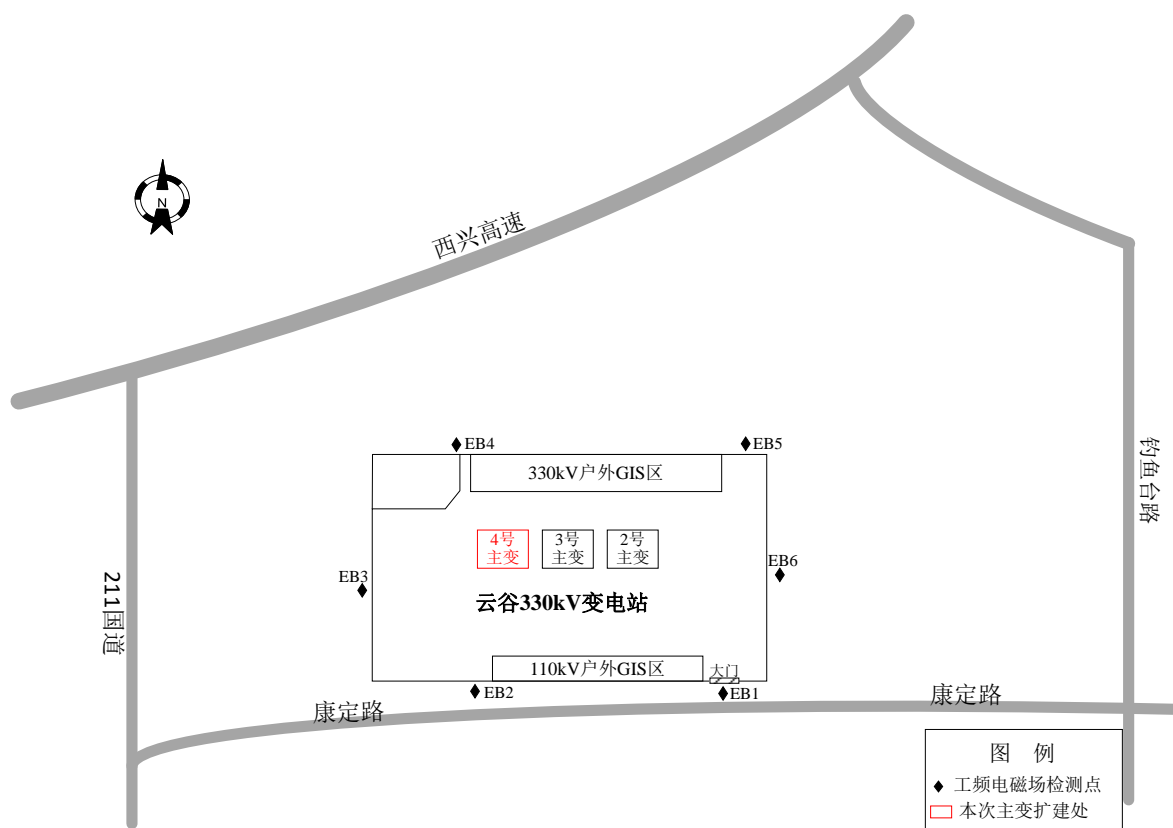 N
西兴高速
EB4
EB5
330kV户外GIS区
钓鱼台路
4号
主变
3号
主变
2号
主变
EB6
EB3
211国道
云谷330kV变电站
110kV户外GIS区
大门
EB2
EB1
康定路
康定路
图 例
工频电磁场检测点
本次主变扩建处